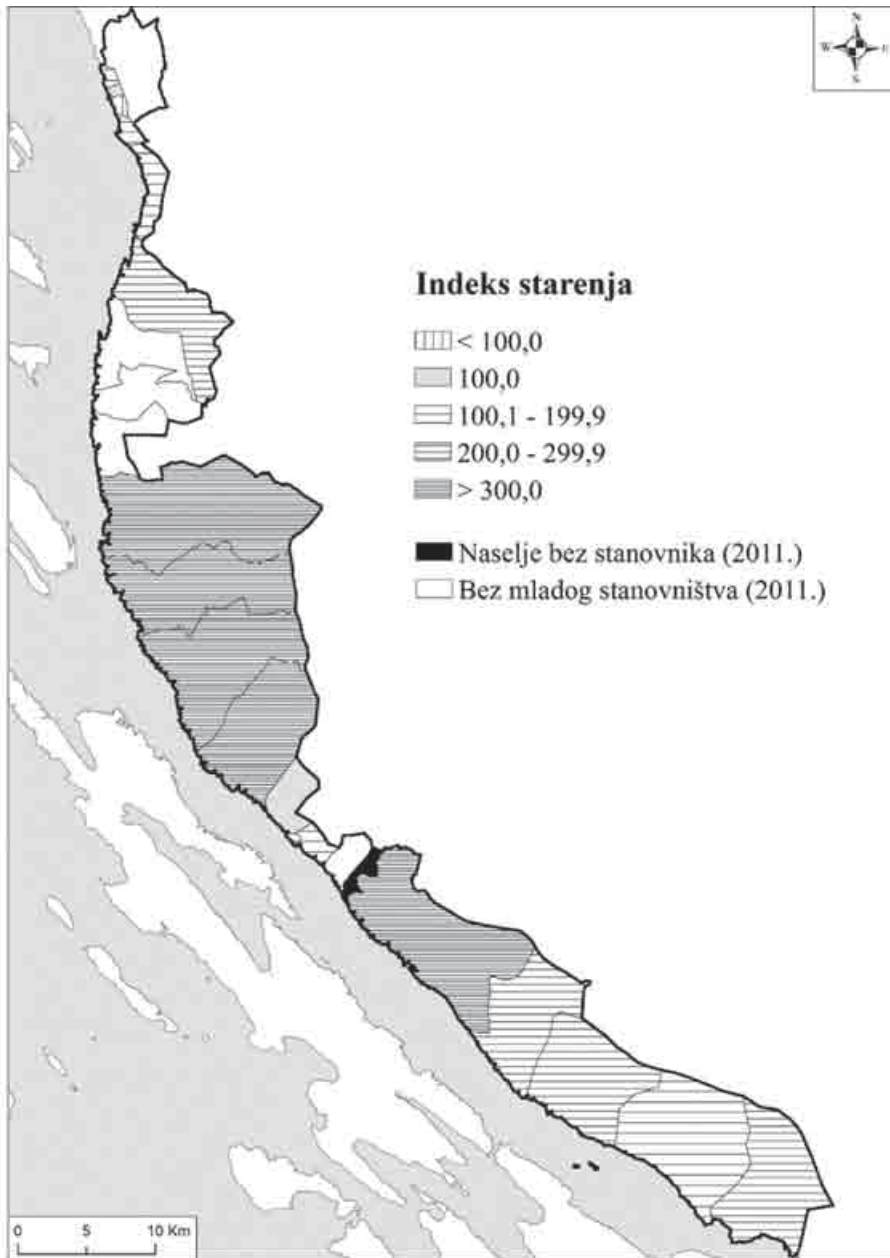 N
W E
S
Indeks starenja
< 100,0
100,0
100,1 - 199,9
200,0 - 299,9
> 300,0
Naselje bez stanovnika (2011.)
Bez mladog stanovništva (2011.)
0 5 10 Km